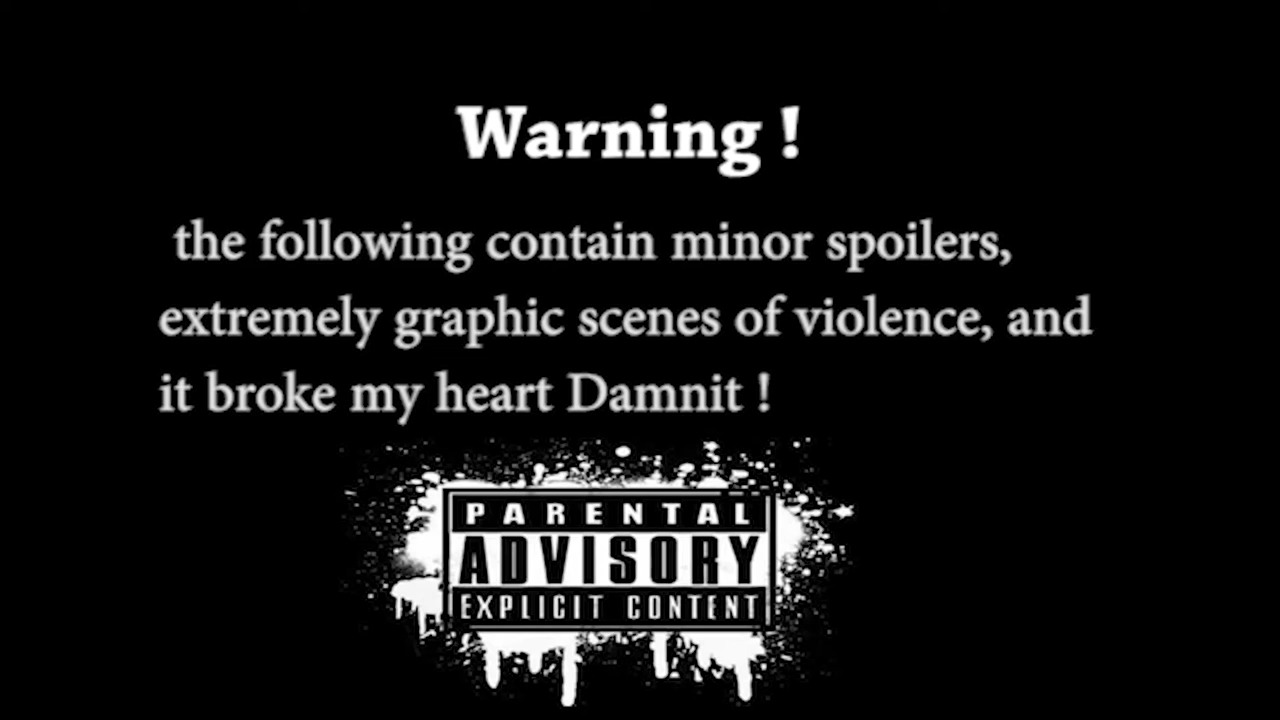 Warning !
the following contain minor spoilers,
extremely graphic scenes of violence, and
it broke my heart Damnit !
PARENTAL
ADVISORY
EXPLICIT CONTENT